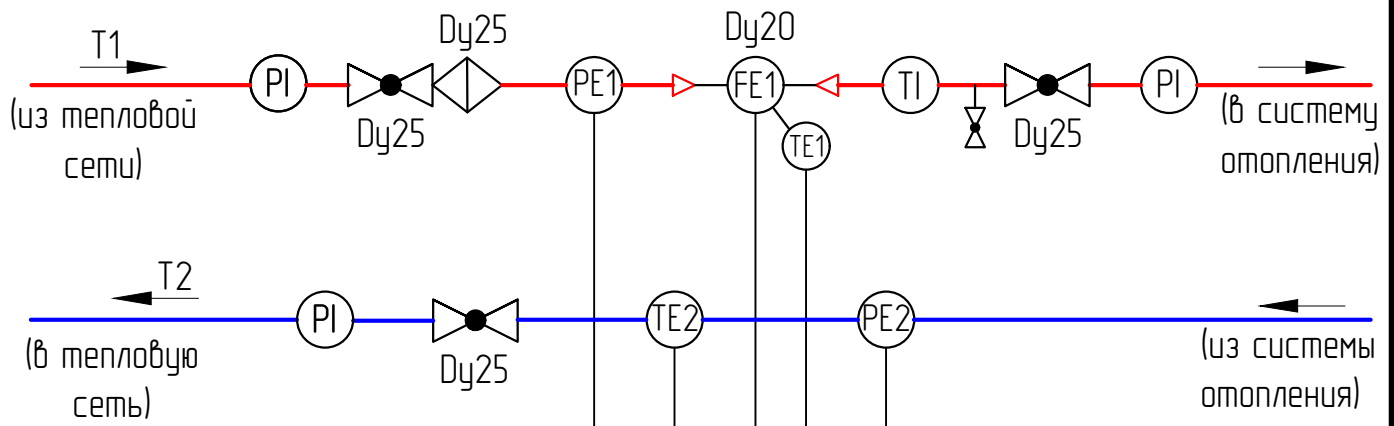 Dy25
Dy20
T1
PI
PE1
FE1
TI
PI
(из тепловой
сети)
Dy25
TE1
Dy25
(в систему
отопления)
T2
PI
TE2
PE2
(в тепловую
сеть)
Dy25
(из системы
отопления)